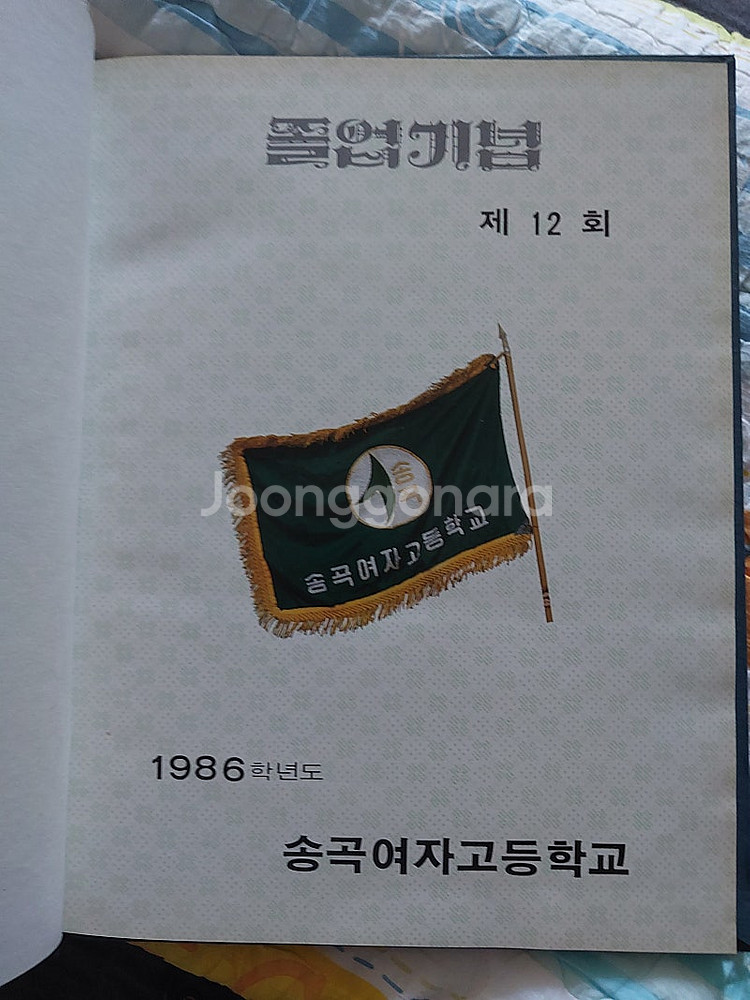 졸업기념
제 12 회
송곡여자고등학교
Joonggonara
1986학년도
송곡여자고등학교